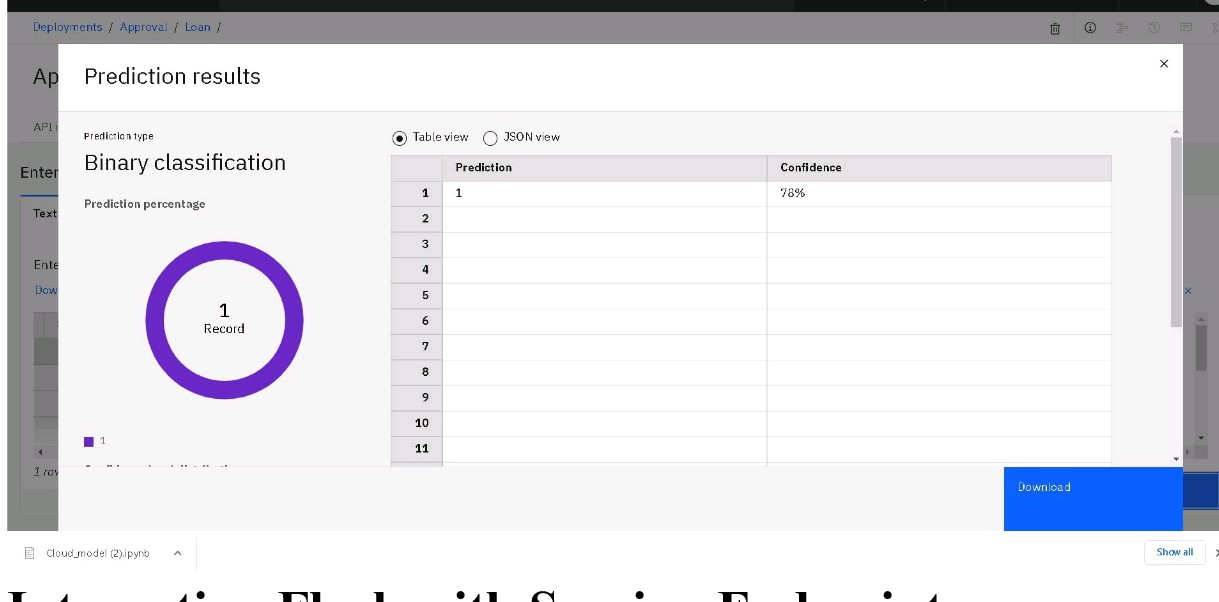 Deployments / Approval / Loan /
Ap
Prediction results
API
Enter
Text
Ente
Dow
1 row
Prediction type
Binary classification
Prediction percentage
1
Record
1
Table view JSON view
Prediction Confidence
1 1 78%
2
3
4
5
6
7
8
9
10
11
Download
Cloud_model (2).ipynb
Show all